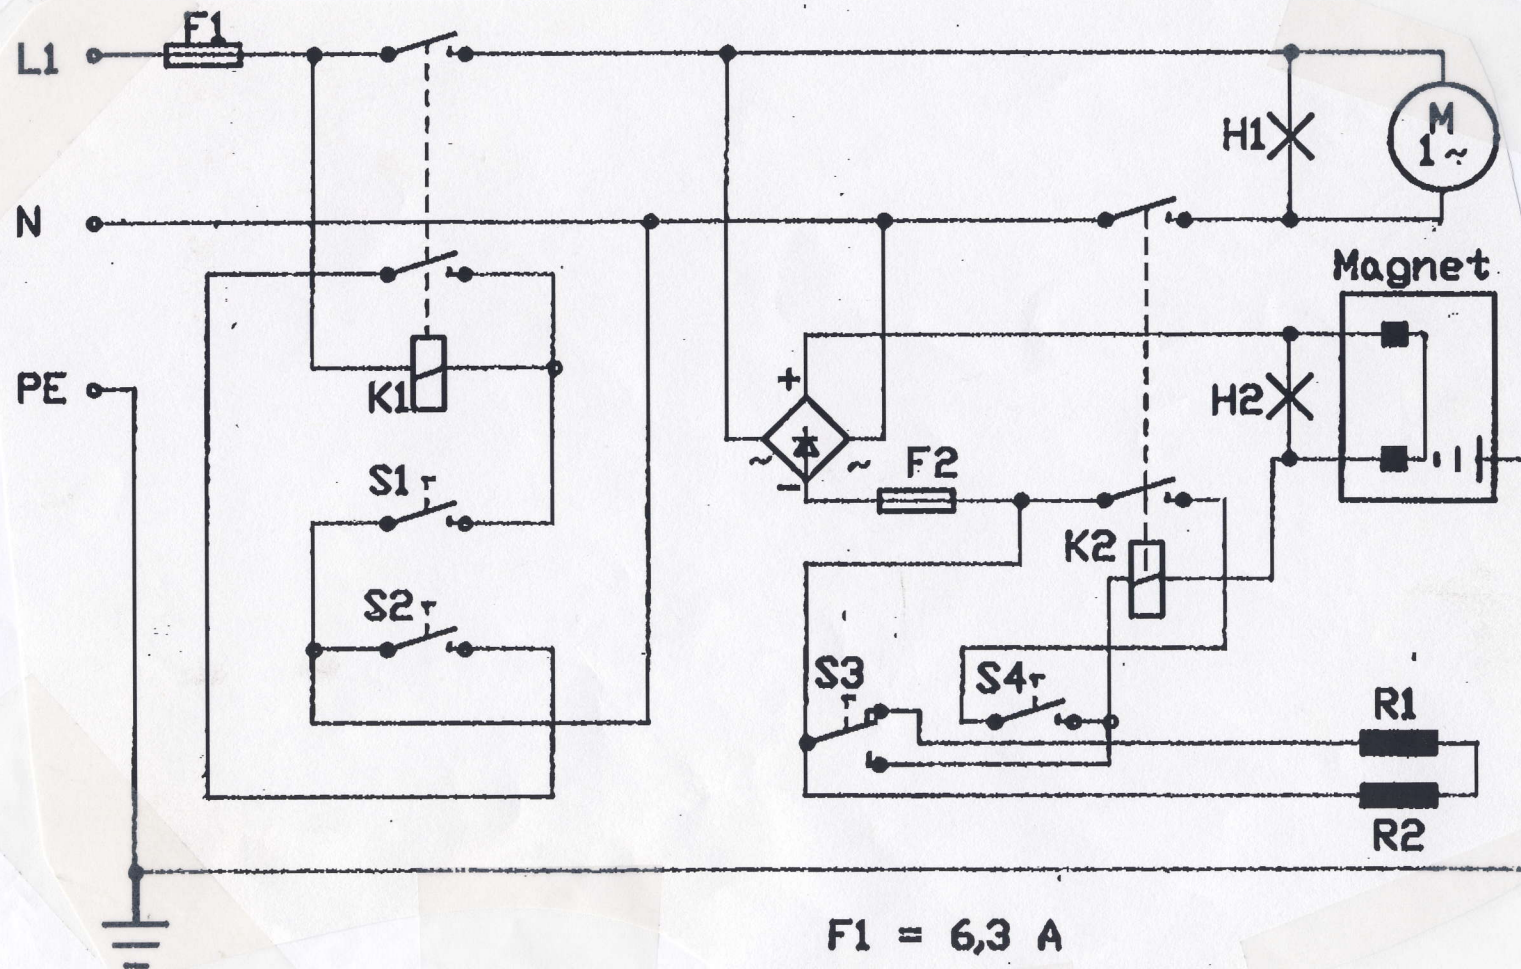 F1
L1
M
1~
H1
N
Magnet
+
PE
K1
H2
~
~
S1
F2
-
K2
S2
S3
S4
R1
R2
F1 = 6,3 A